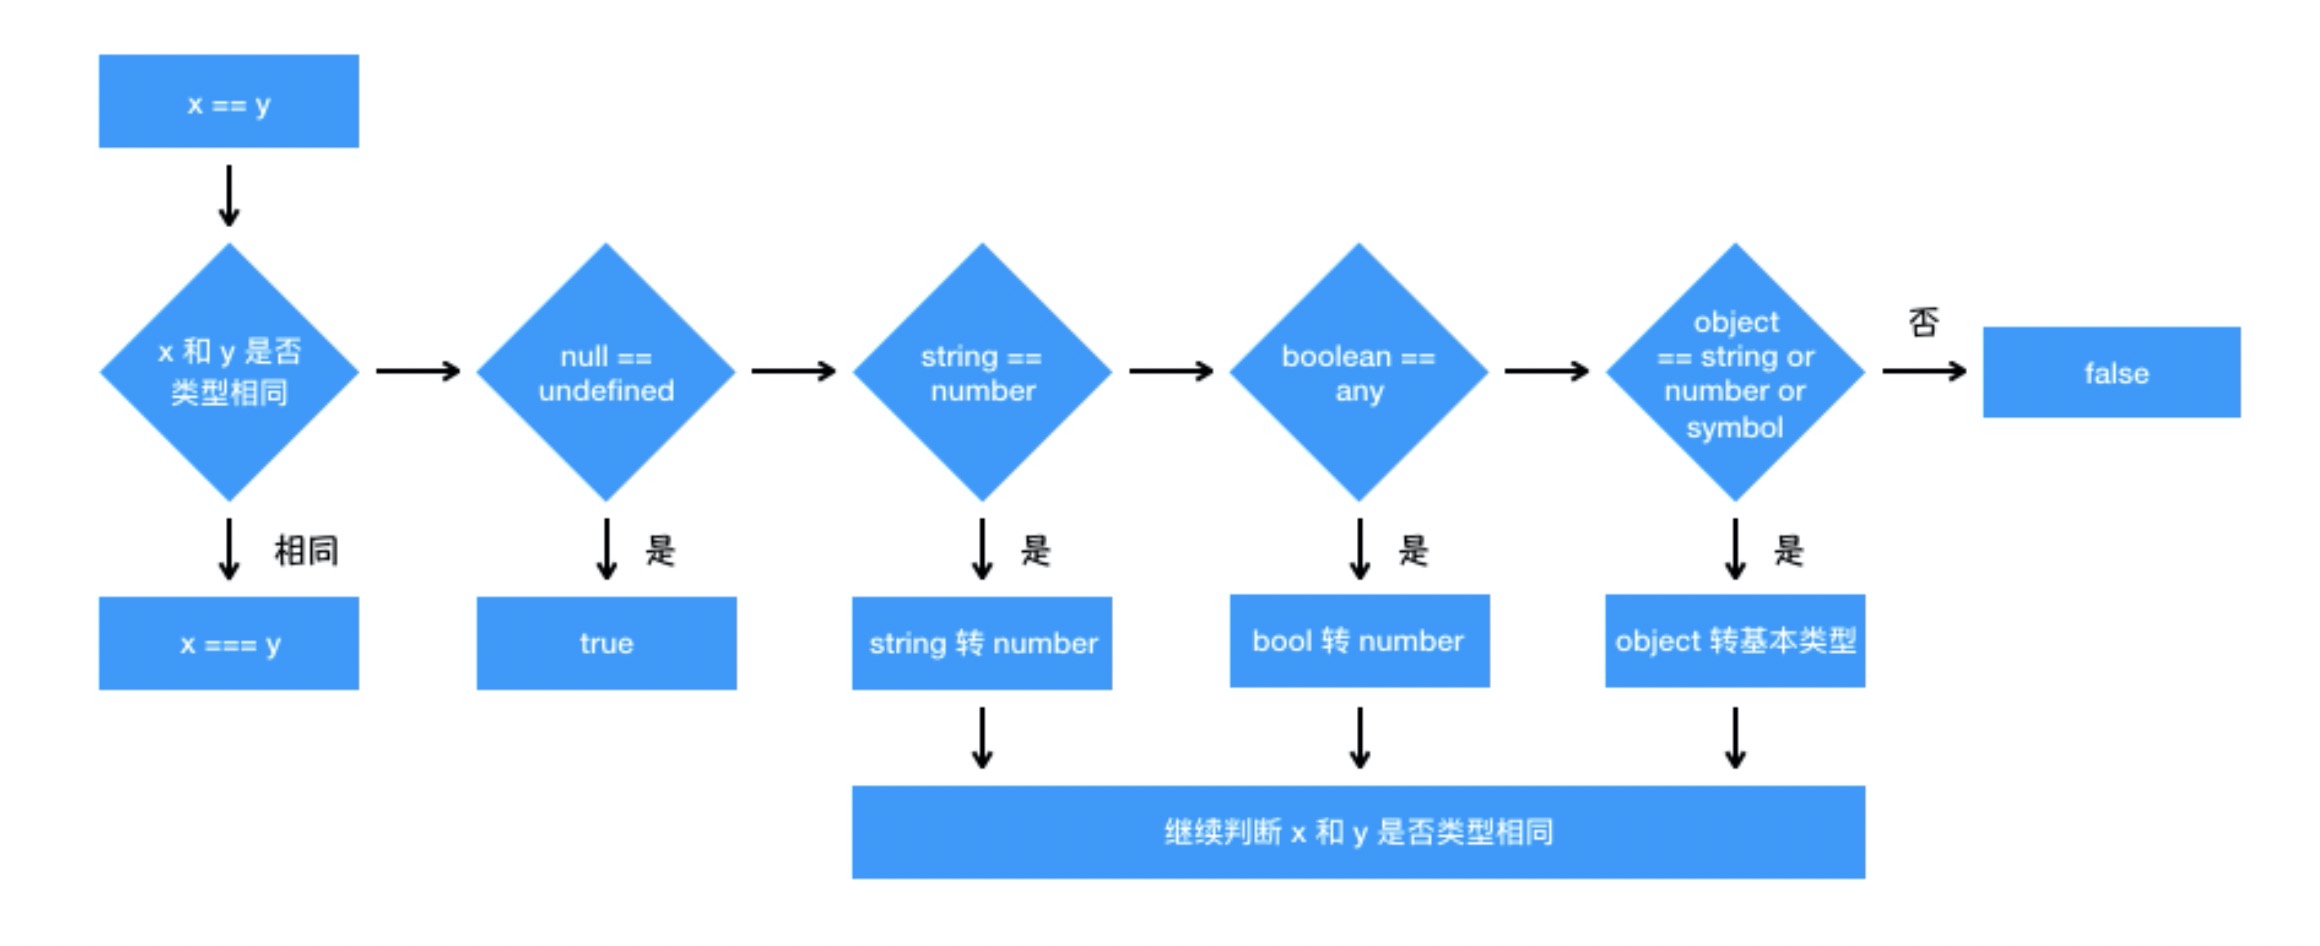 x == y
x 和 y 是否
类型相同
null ==
undefined
string ==
number
boolean ==
any
object
== string or
number or
symbol
否
false
相同
是
是
是
是
x === y
true
string 转 number
bool 转 number
object 转基本类型
继续判断 x 和 y 是否类型相同